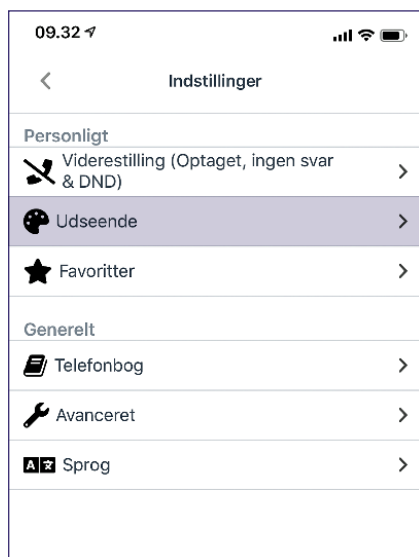 09.32
Indstillinger
Personligt
Viderestilling (Optaget, ingen svar
& DND)
Udseende
Favoritter
Generelt
Telefonbog
Avanceret
Sprog